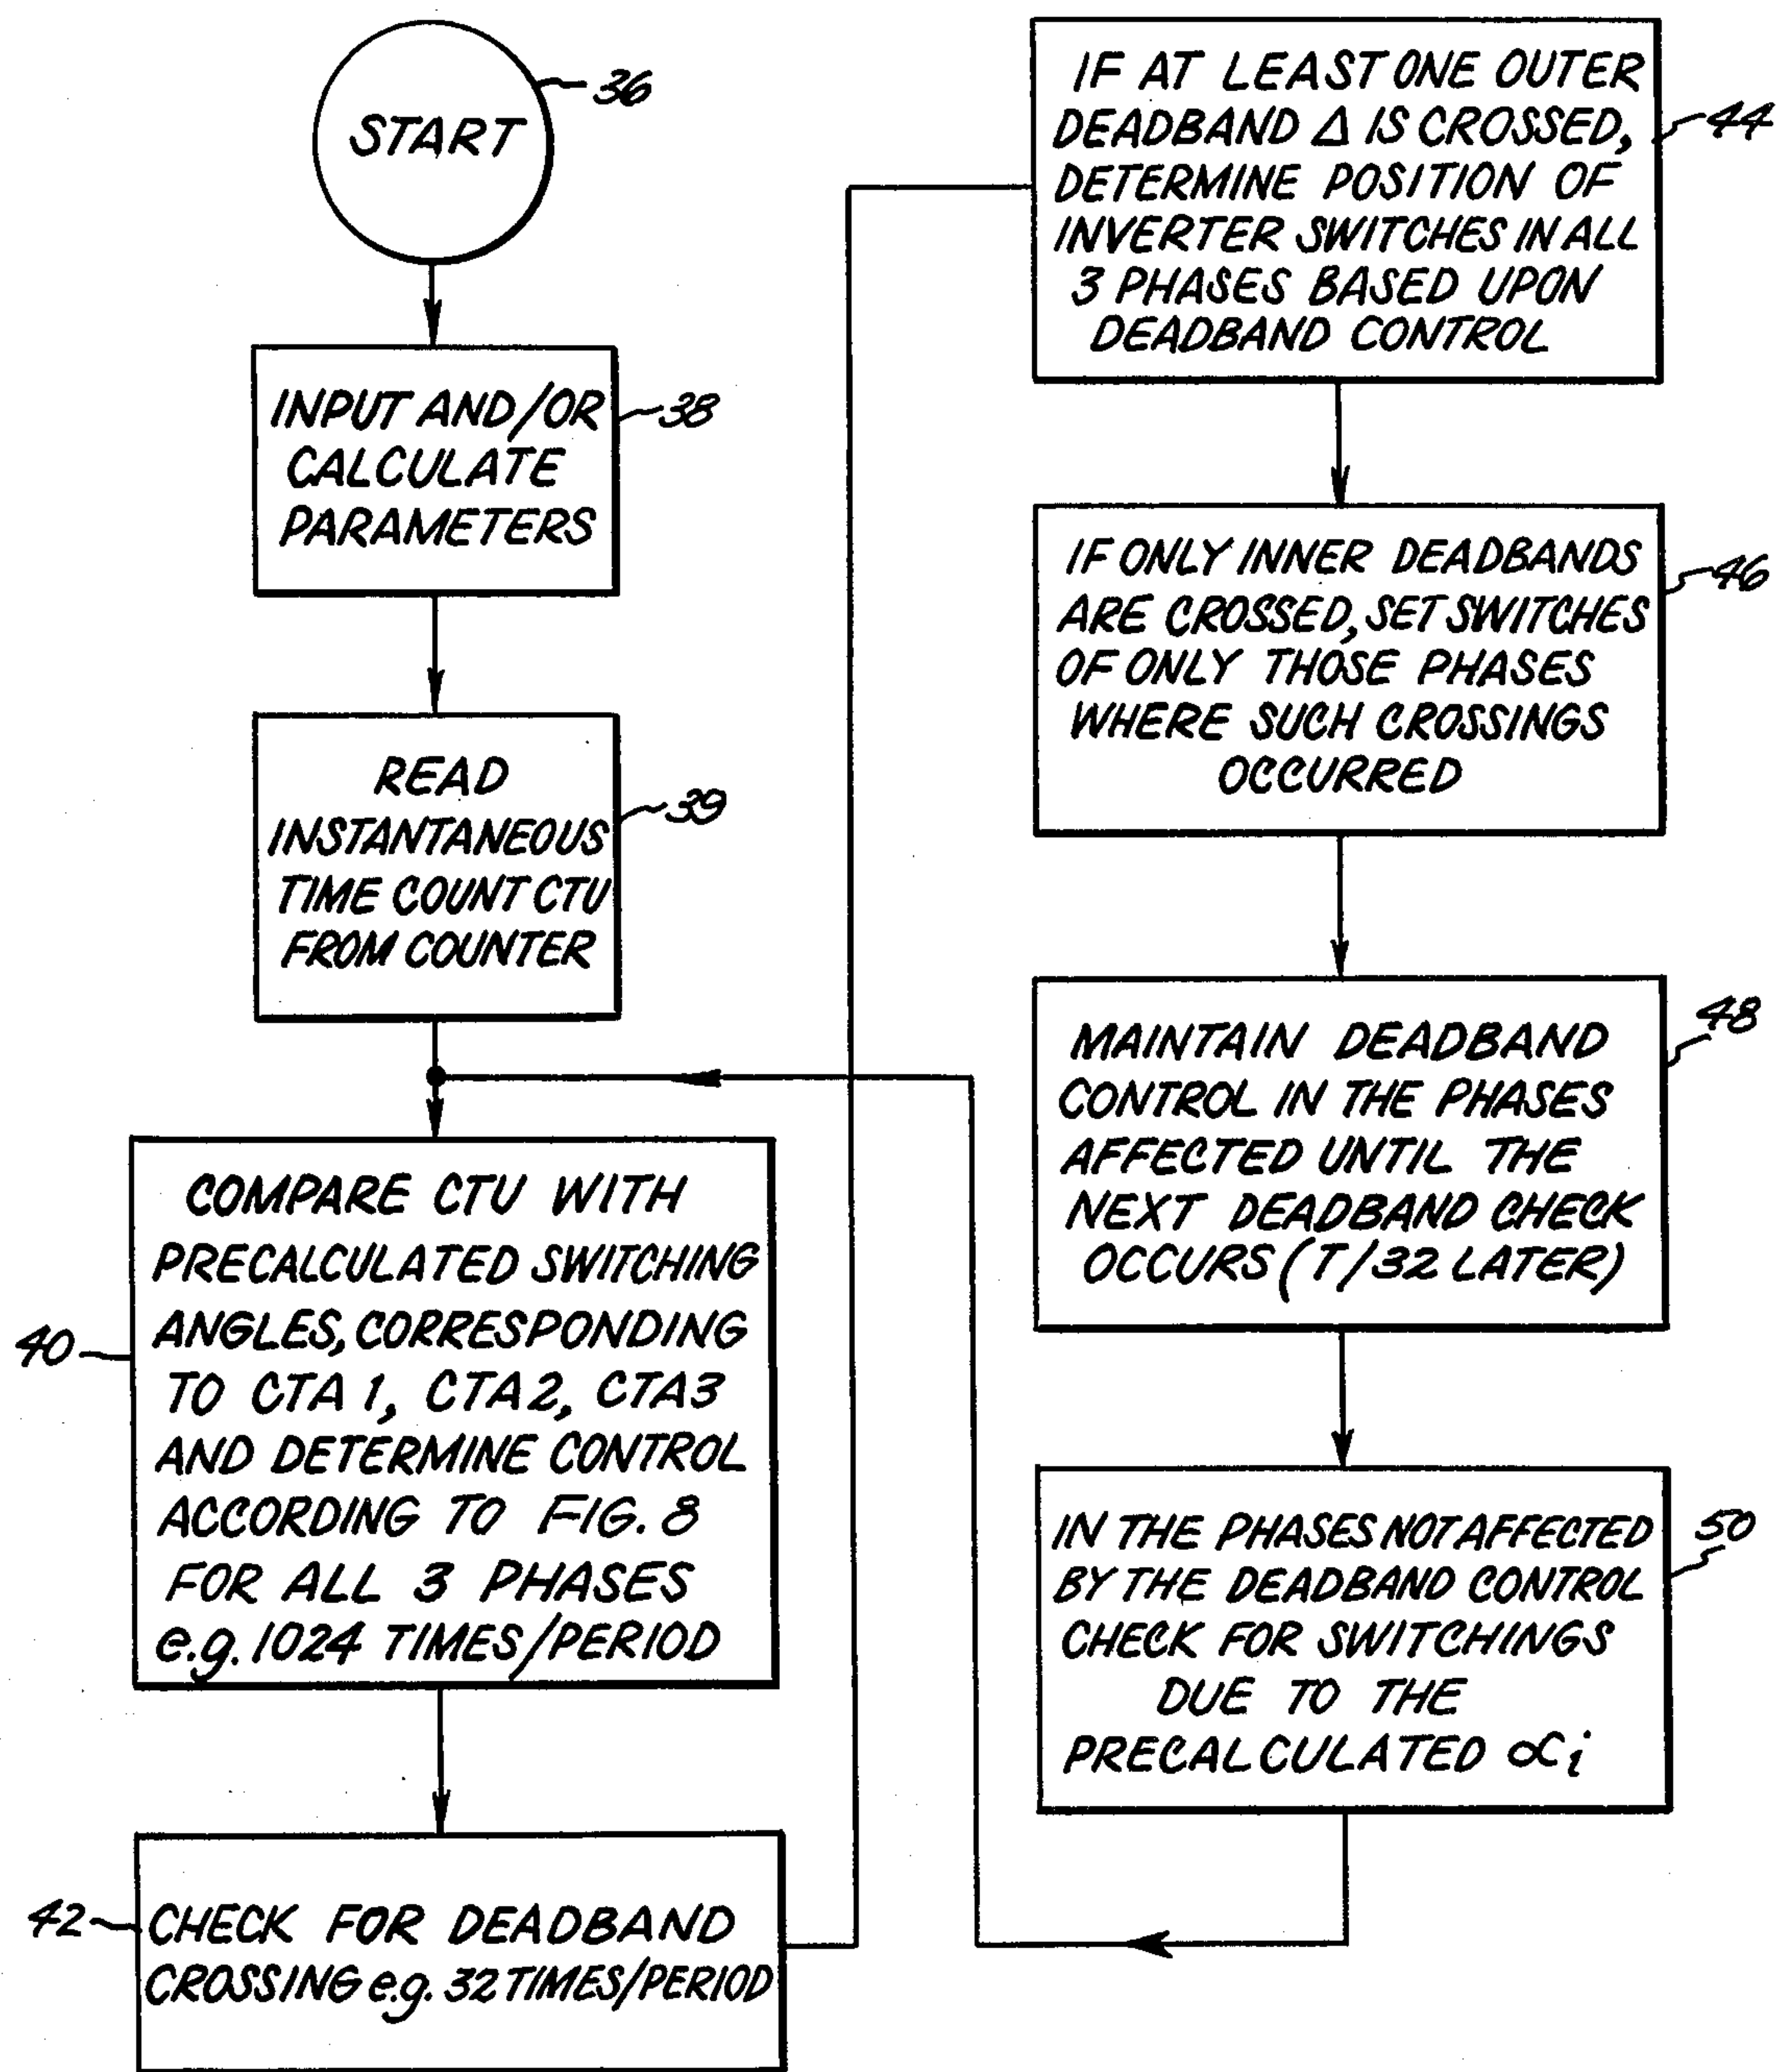 START
36
INPUT AND/OR
CALCULATE
PARAMETERS
38
READ
INSTANTANEOUS
TIME COUNT CTU
FROM COUNTER
39
COMPARE CTU WITH
PRECALCULATED SWITCHING
ANGLES, CORRESPONDING
TO CTA 1, CTA2, CTA3
AND DETERMINE CONTROL
ACCORDING TO FIG. 8
FOR ALL 3 PHASES
e.g. 1024 TIMES/PERIOD
40
CHECK FOR DEADBAND
CROSSING e.g. 32 TIMES/PERIOD
42
IF AT LEAST ONE OUTER
DEADBAND Δ IS CROSSED,
DETERMINE POSITION OF
INVERTER SWITCHES IN ALL
3 PHASES BASED UPON
DEADBAND CONTROL
44
IF ONLY INNER DEADBANDS
ARE CROSSED, SET SWITCHES
OF ONLY THOSE PHASES
WHERE SUCH CROSSINGS
OCCURRED
46
MAINTAIN DEADBAND
CONTROL IN THE PHASES
AFFECTED UNTIL THE
NEXT DEADBAND CHECK
OCCURS (T/32 LATER)
48
IN THE PHASES NOT AFFECTED
BY THE DEADBAND CONTROL
CHECK FOR SWITCHINGS
DUE TO THE
PRECALCULATED ∝i
50